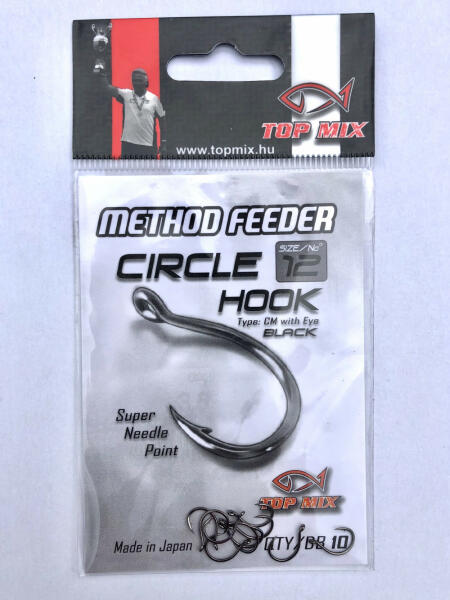 TOP MIX
www.topmix.hu
METHOD FEEDER
CIRCLE
SIZE/No°
12
HOOK
Type: CM with Eye
BLACK
Super
Needle
Point
TOP MIX
Made in Japan
QTY/DB 10